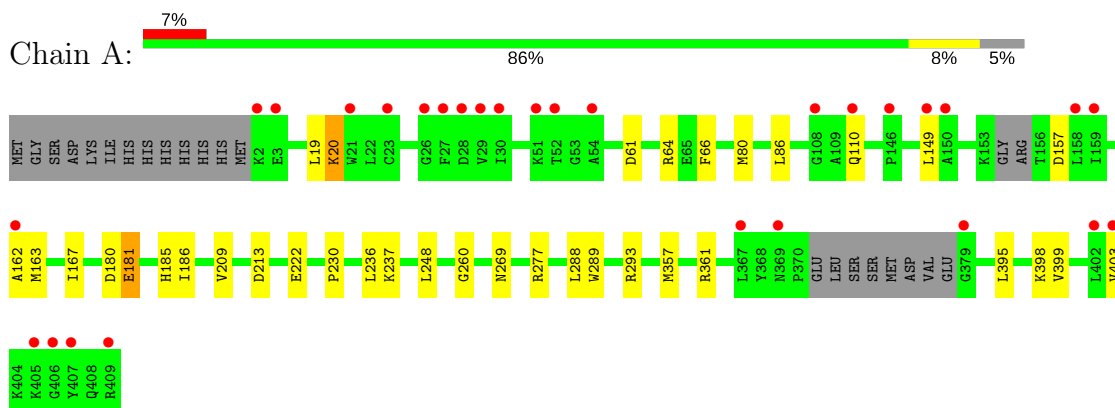 7%
Chain A:
86% 8% 5%
MET GLY SER ASP LYS ILE HIS HIS HIS HIS HIS HIS MET K2 E3 L19 K20 W21 L22 C23 G26 F27 D28 V29 I30 K51 T52 G53 A54 D61 R64 E65 F66 M80 L86 G108 A109 Q110 P146 L149 A150 K153 GLY ARG T156 D157 L158 I159
A162 M163 I167 D180 E181 H185 I186 V209 D213 E222 P230 L236 K237 L248 G260 N269 R277 L288 W289 R293 M357 R361 L367 Y368 N369 P370 GLU LEU SER SER MET ASP VAL GLU G379 L395 K398 V399 L402 V403
K404 K405 G406 Y407 Q408 R409